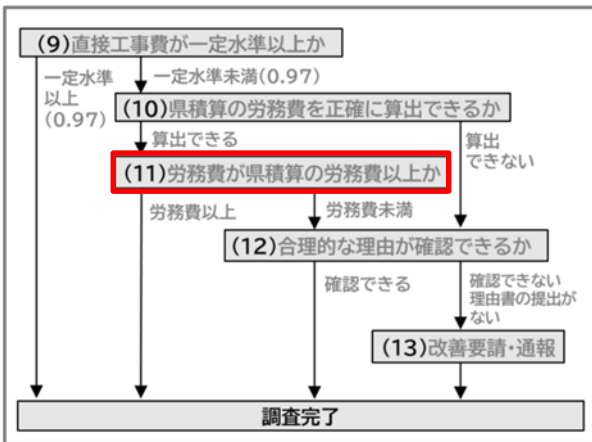 (9)直接工事費が一定水準以上か
一定水準
以上
(0.97)
一定水準未満(0.97)
(10)県積算の労務費を正確に算出できるか
算出できる
算出
できない
(11)労務費が県積算の労務費以上か
労務費以上
労務費未満
(12)合理的な理由が確認できるか
確認できる
確認できない
理由書の提出が
ない
(13)改善要請・通報
調査完了